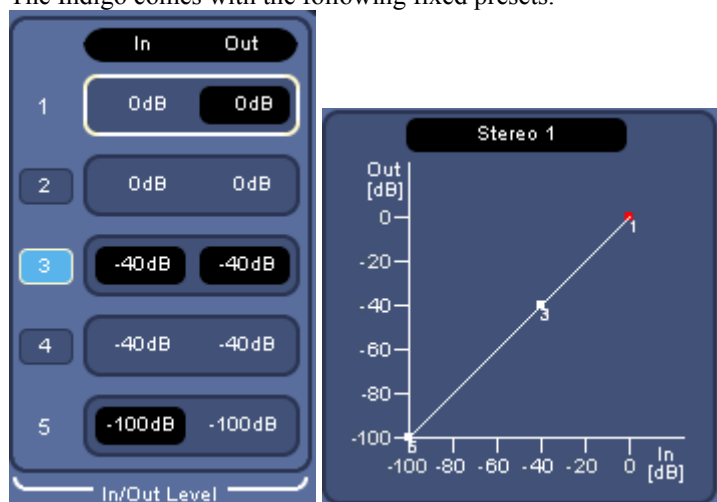 The Indigo comes with the following fixed presets:
In Out
1 0dB 0dB
2 0dB 0dB
3 -40dB -40dB
4 -40dB -40dB
5 -100dB -100dB
In/Out Level
Stereo 1
Out
[dB]
0
-20
-40
-60
-80
-100
1
3
5
-100 -80 -60 -40 -20 0
In
[dB]